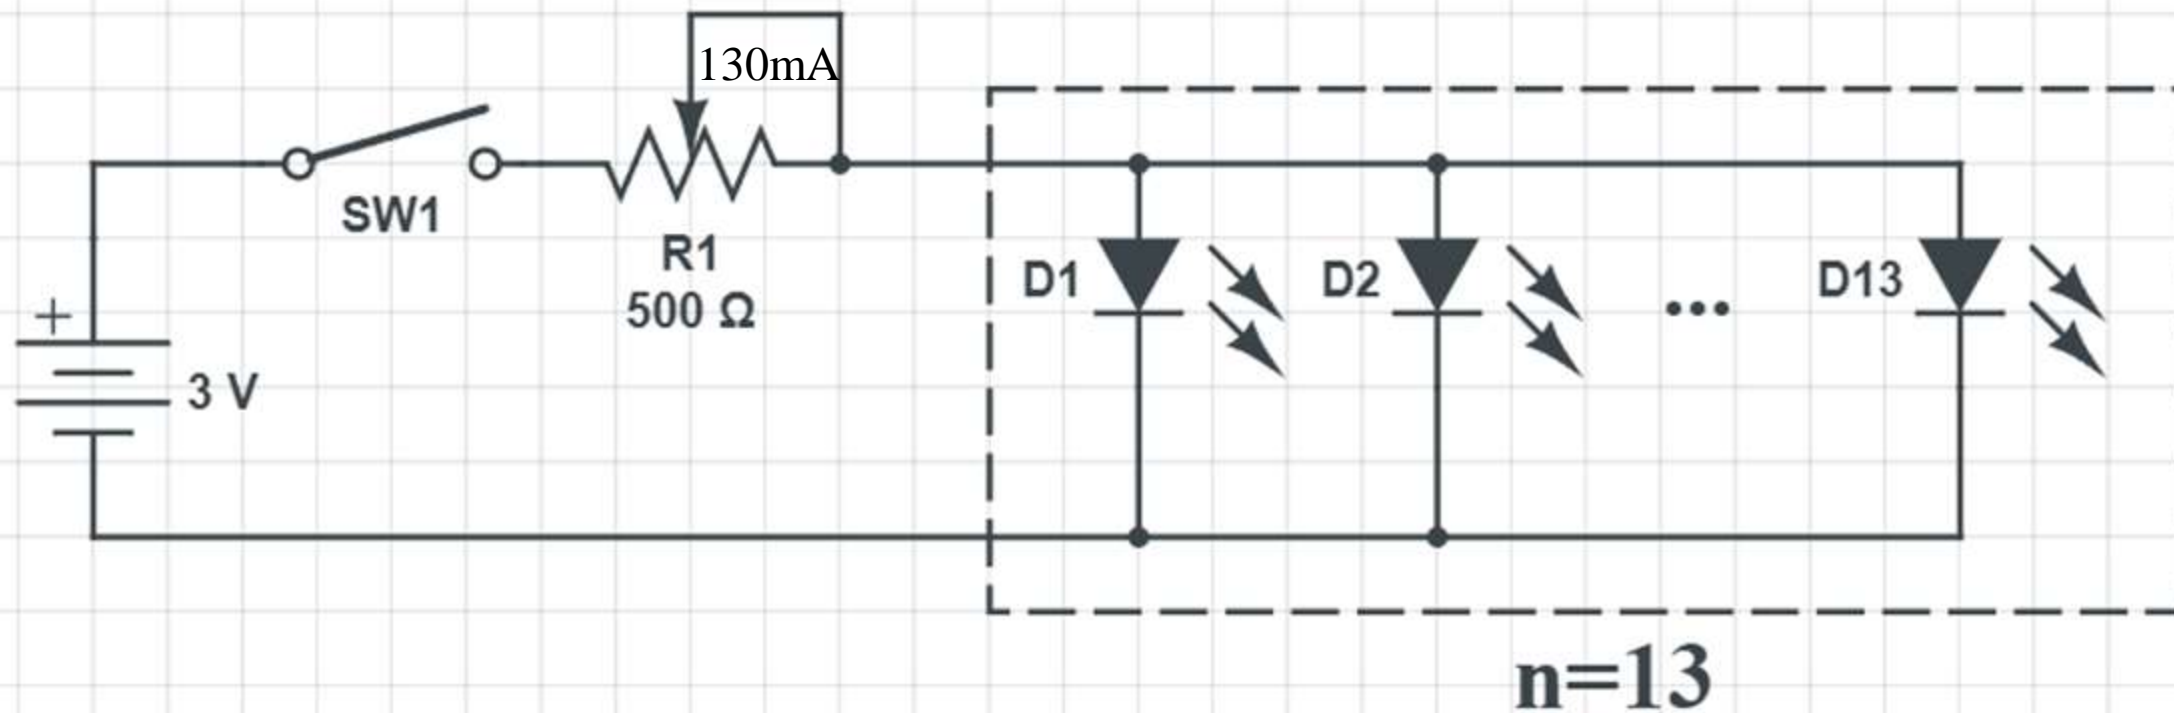 130mA
SW1
R1
500 Ω
+
3 V
D1
D2
...
D13
n=13